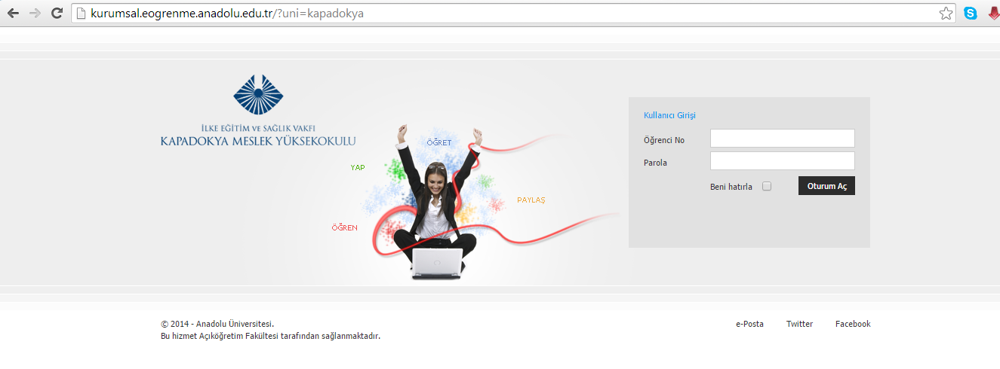 kurumsal.eogrenme.anadolu.edu.tr/?uni=kapadokya
İLKE EĞİTİM VE SAĞLIK VAKFI
KAPADOKYA MESLEK YÜKSEKOKULU
ÖĞRET
YAP
PAYLAŞ
ÖĞREN
Kullanıcı Girişi
Öğrenci No
Parola
Beni hatırla
Oturum Aç
© 2014 - Anadolu Üniversitesi.
Bu hizmet Açıköğretim Fakültesi tarafından sağlanmaktadır.
e-Posta Twitter Facebook